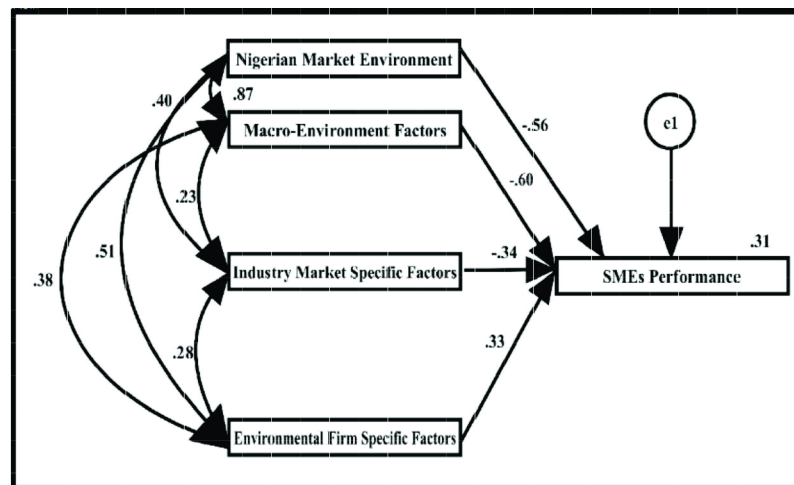 Nigerian Market Environment
.40
.87
-.56
e1
Macro-Environment Factors
-.60
.23
.51
-.34
.31
.38
Industry Market Specific Factors
SMEs Performance
.28
.33
Environmental Firm Specific Factors